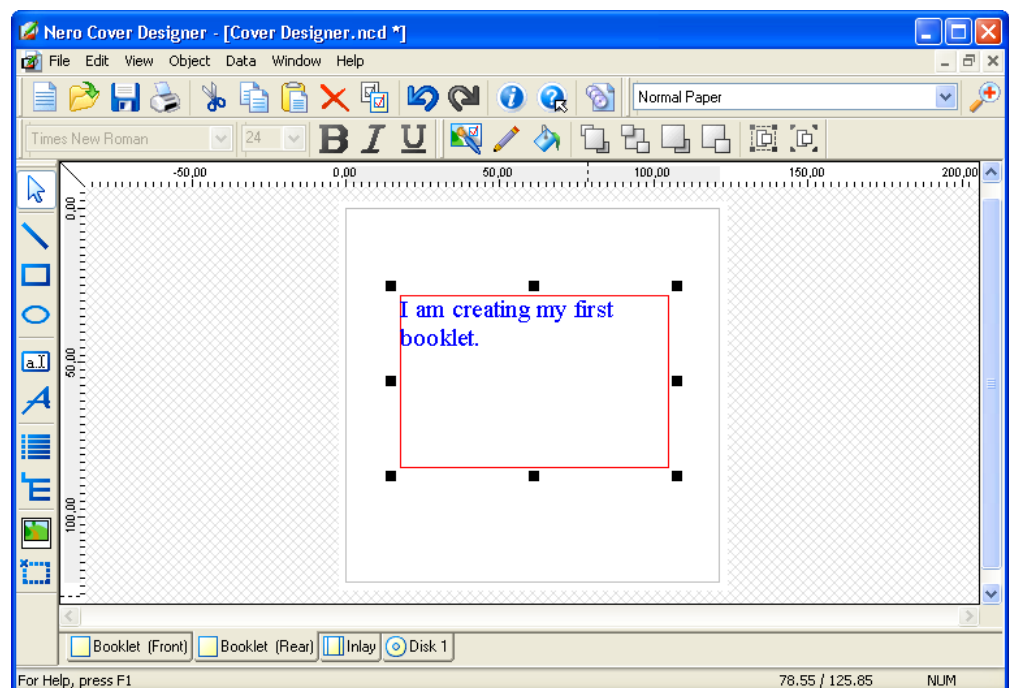 Nero Cover Designer - [Cover Designer.ncd *]
File Edit View Object Data Window Help
Normal Paper
Times New Roman 24 B I U
-50,00 0,00 50,00 100,00 150,00 200,00
0,00
I am creating my first
booklet.
50,00
a.I
A
100,00
Booklet (Front) Booklet (Rear) Inlay Disk 1
For Help, press F1 78.55 / 125.85 NUM